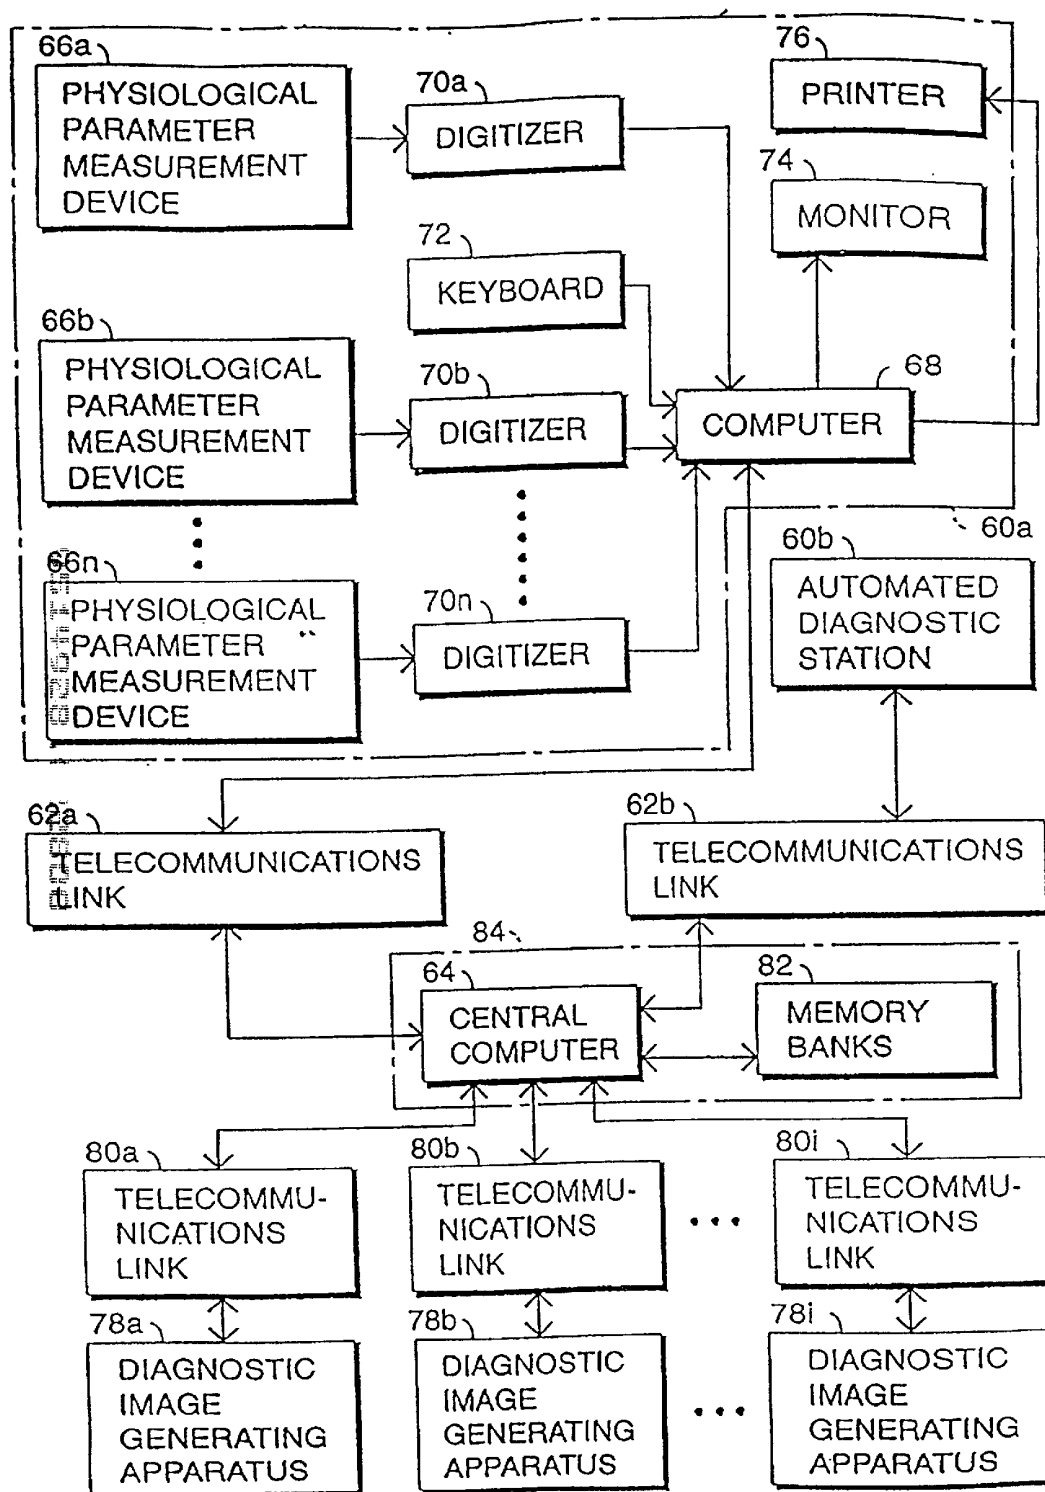 66a
PHYSIOLOGICAL
PARAMETER
MEASUREMENT
DEVICE
70a
DIGITIZER
76
PRINTER
74
MONITOR
72
KEYBOARD
66b
PHYSIOLOGICAL
PARAMETER
MEASUREMENT
DEVICE
70b
DIGITIZER
68
COMPUTER
60a
66n
PHYSIOLOGICAL
PARAMETER
MEASUREMENT
DEVICE
70n
DIGITIZER
60b
AUTOMATED
DIAGNOSTIC
STATION
62a
TELECOMMUNICATIONS
LINK
62b
TELECOMMUNICATIONS
LINK
84
64
CENTRAL
COMPUTER
82
MEMORY
BANKS
80a
TELECOMMU-
NICATIONS
LINK
80b
TELECOMMU-
NICATIONS
LINK
80i
TELECOMMU-
NICATIONS
LINK
78a
DIAGNOSTIC
IMAGE
GENERATING
APPARATUS
78b
DIAGNOSTIC
IMAGE
GENERATING
APPARATUS
78i
DIAGNOSTIC
IMAGE
GENERATING
APPARATUS